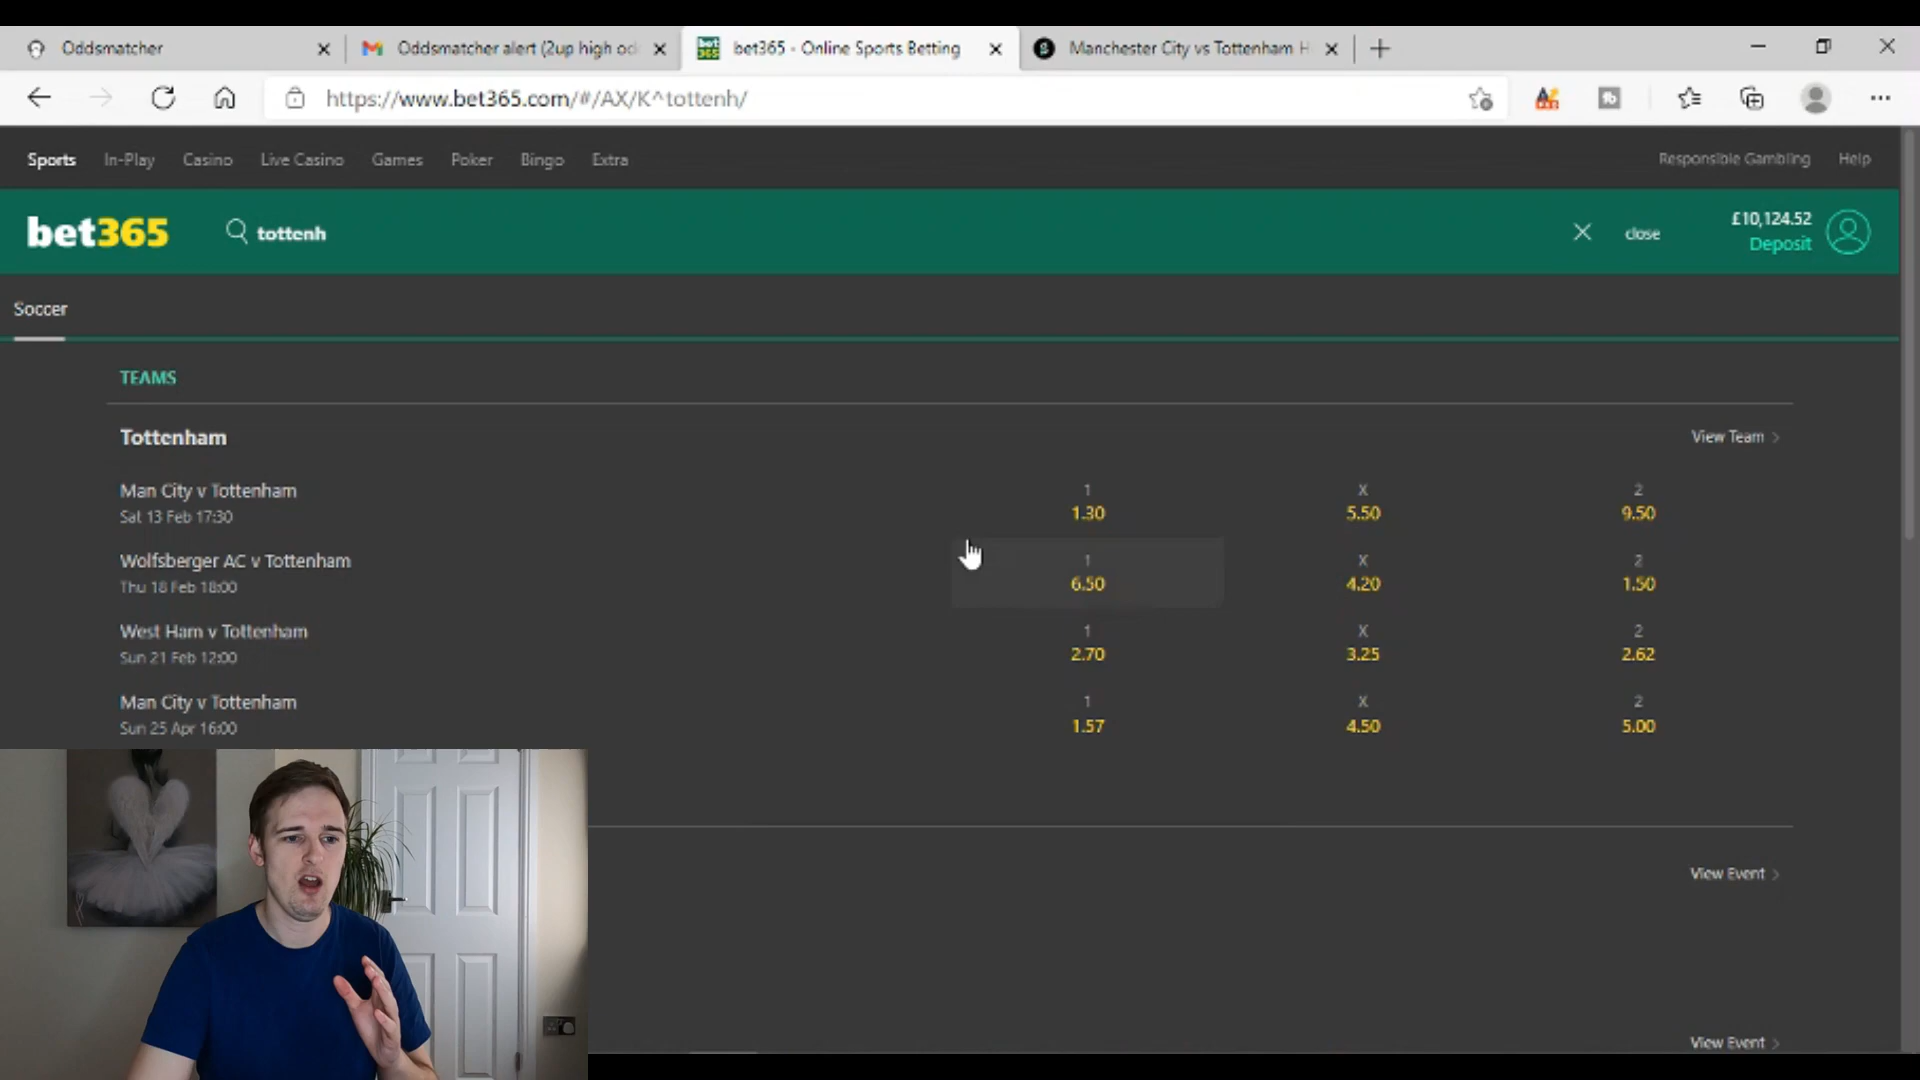 Oddsmatcher
Oddsmatcher alert (2up high od
bet365 - Online Sports Betting
Manchester City vs Tottenham H
https://www.bet365.com/#/AX/K^tottenh/
Sports In-Play Casino Live Casino Games Poker Bingo Extra Responsible Gambling Help
bet365 tottenh close £10,124.52
Deposit
Soccer
TEAMS
Tottenham View Team
Man City v Tottenham 1 X 2
Sat 13 Feb 17:30 1.30 5.50 9.50
Wolfsberger AC v Tottenham 1 X 2
Thu 18 Feb 18:00 6.50 4.20 1.50
West Ham v Tottenham 1 X 2
Sun 21 Feb 12:00 2.70 3.25 2.62
Man City v Tottenham 1 X 2
Sun 25 Apr 16:00 1.57 4.50 5.00
View Event
View Event